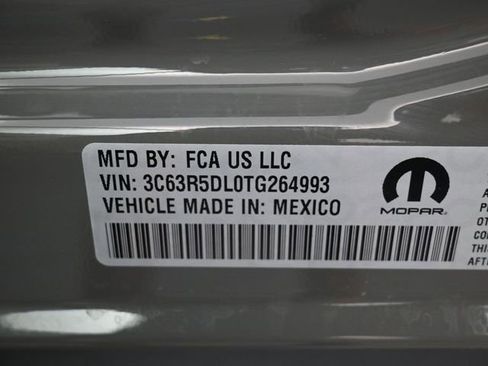 MFD BY: FCA US LLC
VIN: 3C63R5DL0TG264993
VEHICLE MADE IN: MEXICO
MOPAR